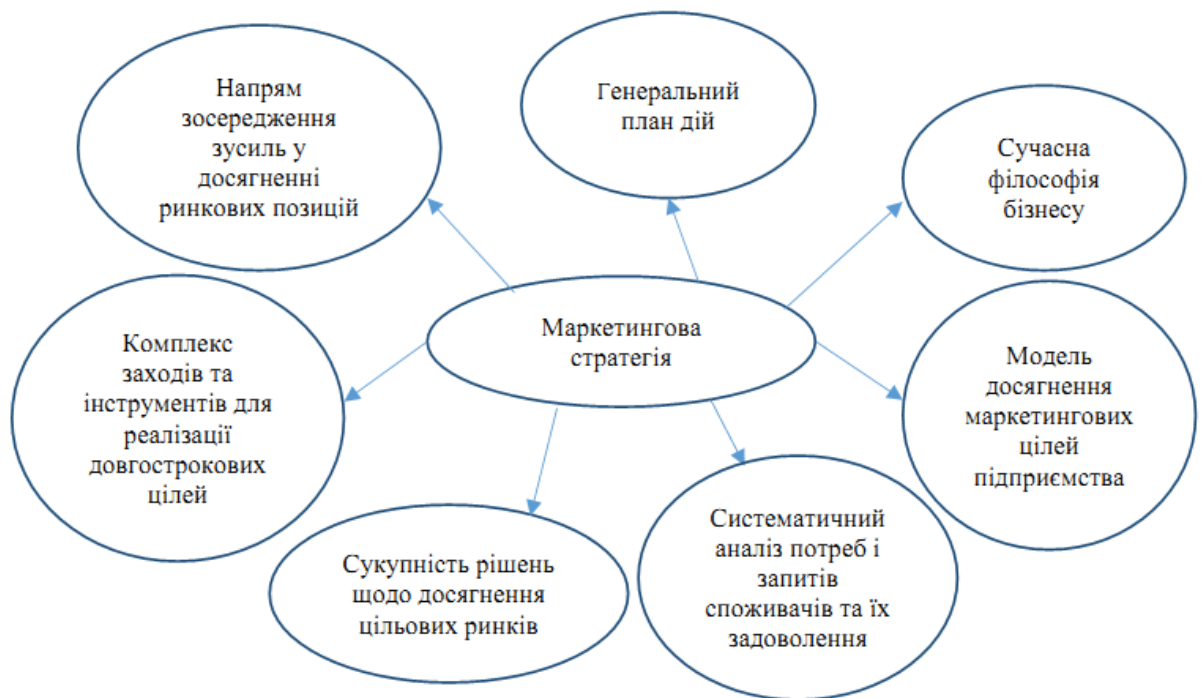 Напрям
зосередження
зусиль у
досягненні
ринкових позицій
Генеральний
план дій
Сучасна
філософія
бізнесу
Маркетингова
стратегія
Комплекс
заходів та
інструментів для
реалізації
довгострокових
цілей
Модель
досягнення
маркетингових
цілей
підприємства
Сукупність рішень
щодо досягнення
цільових ринків
Систематичний
аналіз потреб і
запитів
споживачів та їх
задоволення